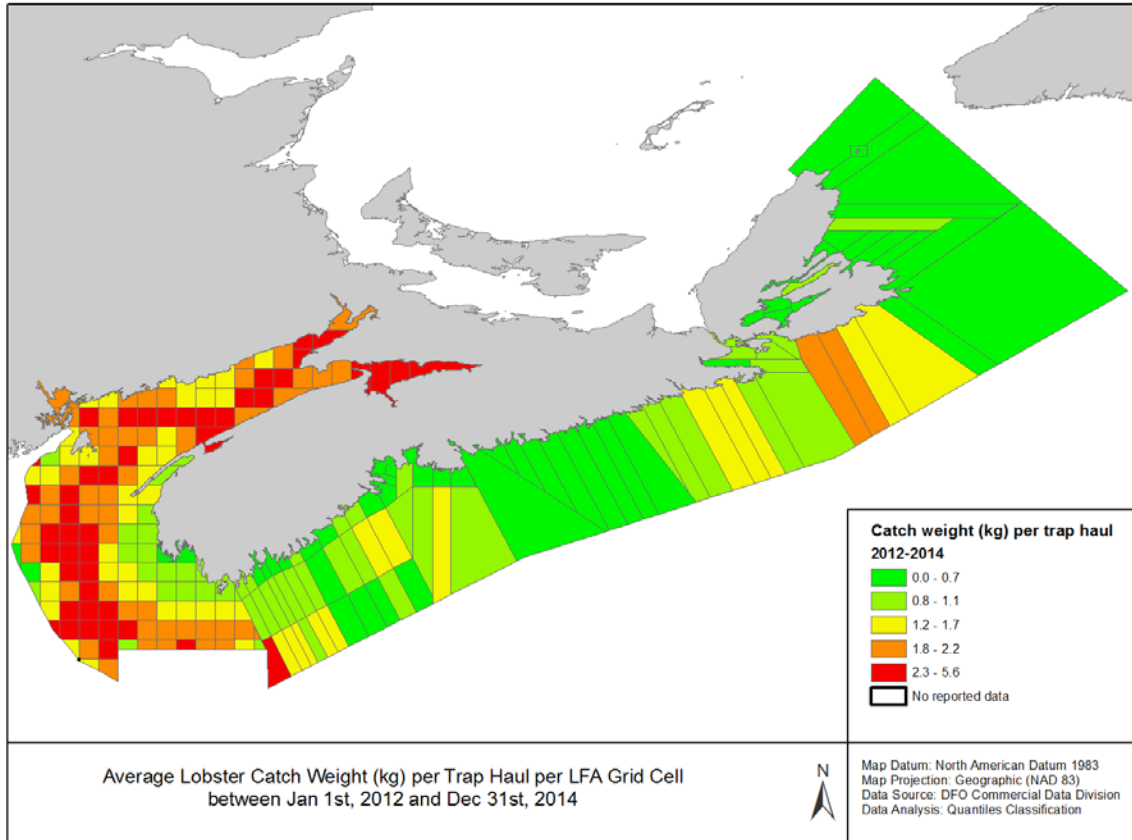 Catch weight (kg) per trap haul
2012-2014
0.0 - 0.7
0.8 - 1.1
1.2 - 1.7
1.8 - 2.2
2.3 - 5.6
No reported data
Average Lobster Catch Weight (kg) per Trap Haul per LFA Grid Cell
between Jan 1st, 2012 and Dec 31st, 2014
N
Map Datum: North American Datum 1983
Map Projection: Geographic (NAD 83)
Data Source: DFO Commercial Data Division
Data Analysis: Quantiles Classification